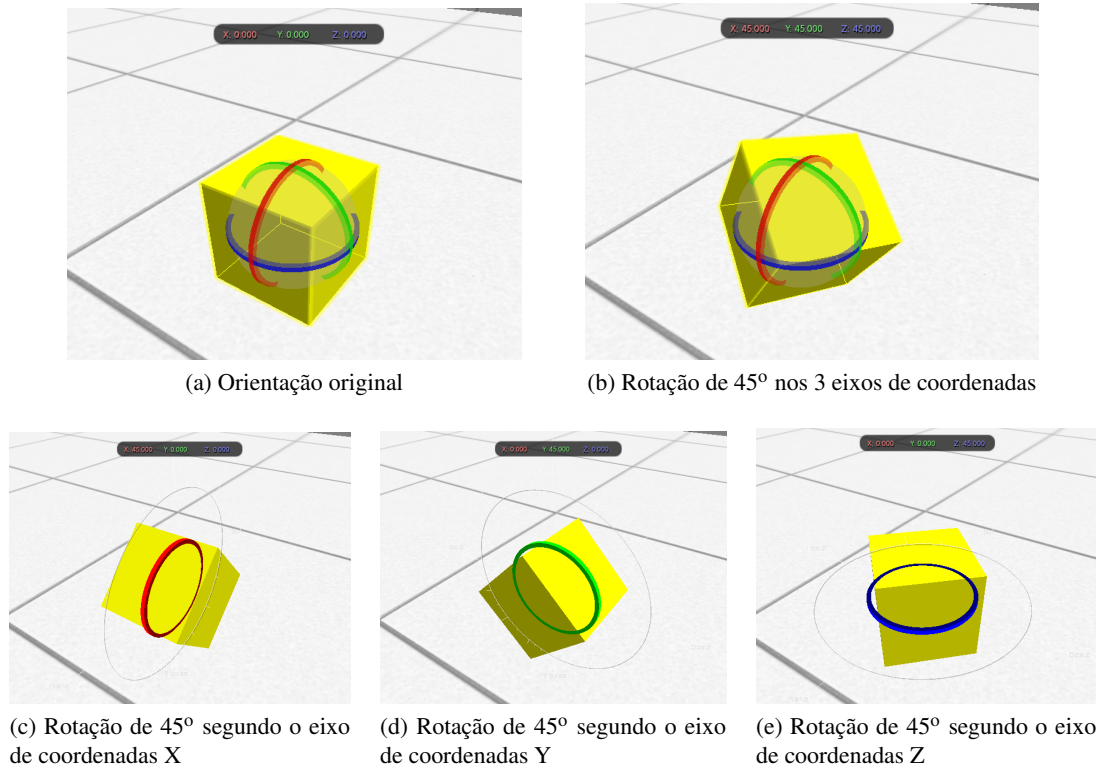 X: 0.000 Y: 0.000 Z: 0.000
X: 45.000 Y: 45.000 Z: 45.000
(a) Orientação original
(b) Rotação de 45º nos 3 eixos de coordenadas
X: 45.000 Y: 0.000 Z: 0.000
X: 0.000 Y: 45.000 Z: 0.000
X: 0.000 Y: 0.000 Z: 45.000
(c) Rotação de 45º segundo o eixo
de coordenadas X
(d) Rotação de 45º segundo o eixo
de coordenadas Y
(e) Rotação de 45º segundo o eixo
de coordenadas Z